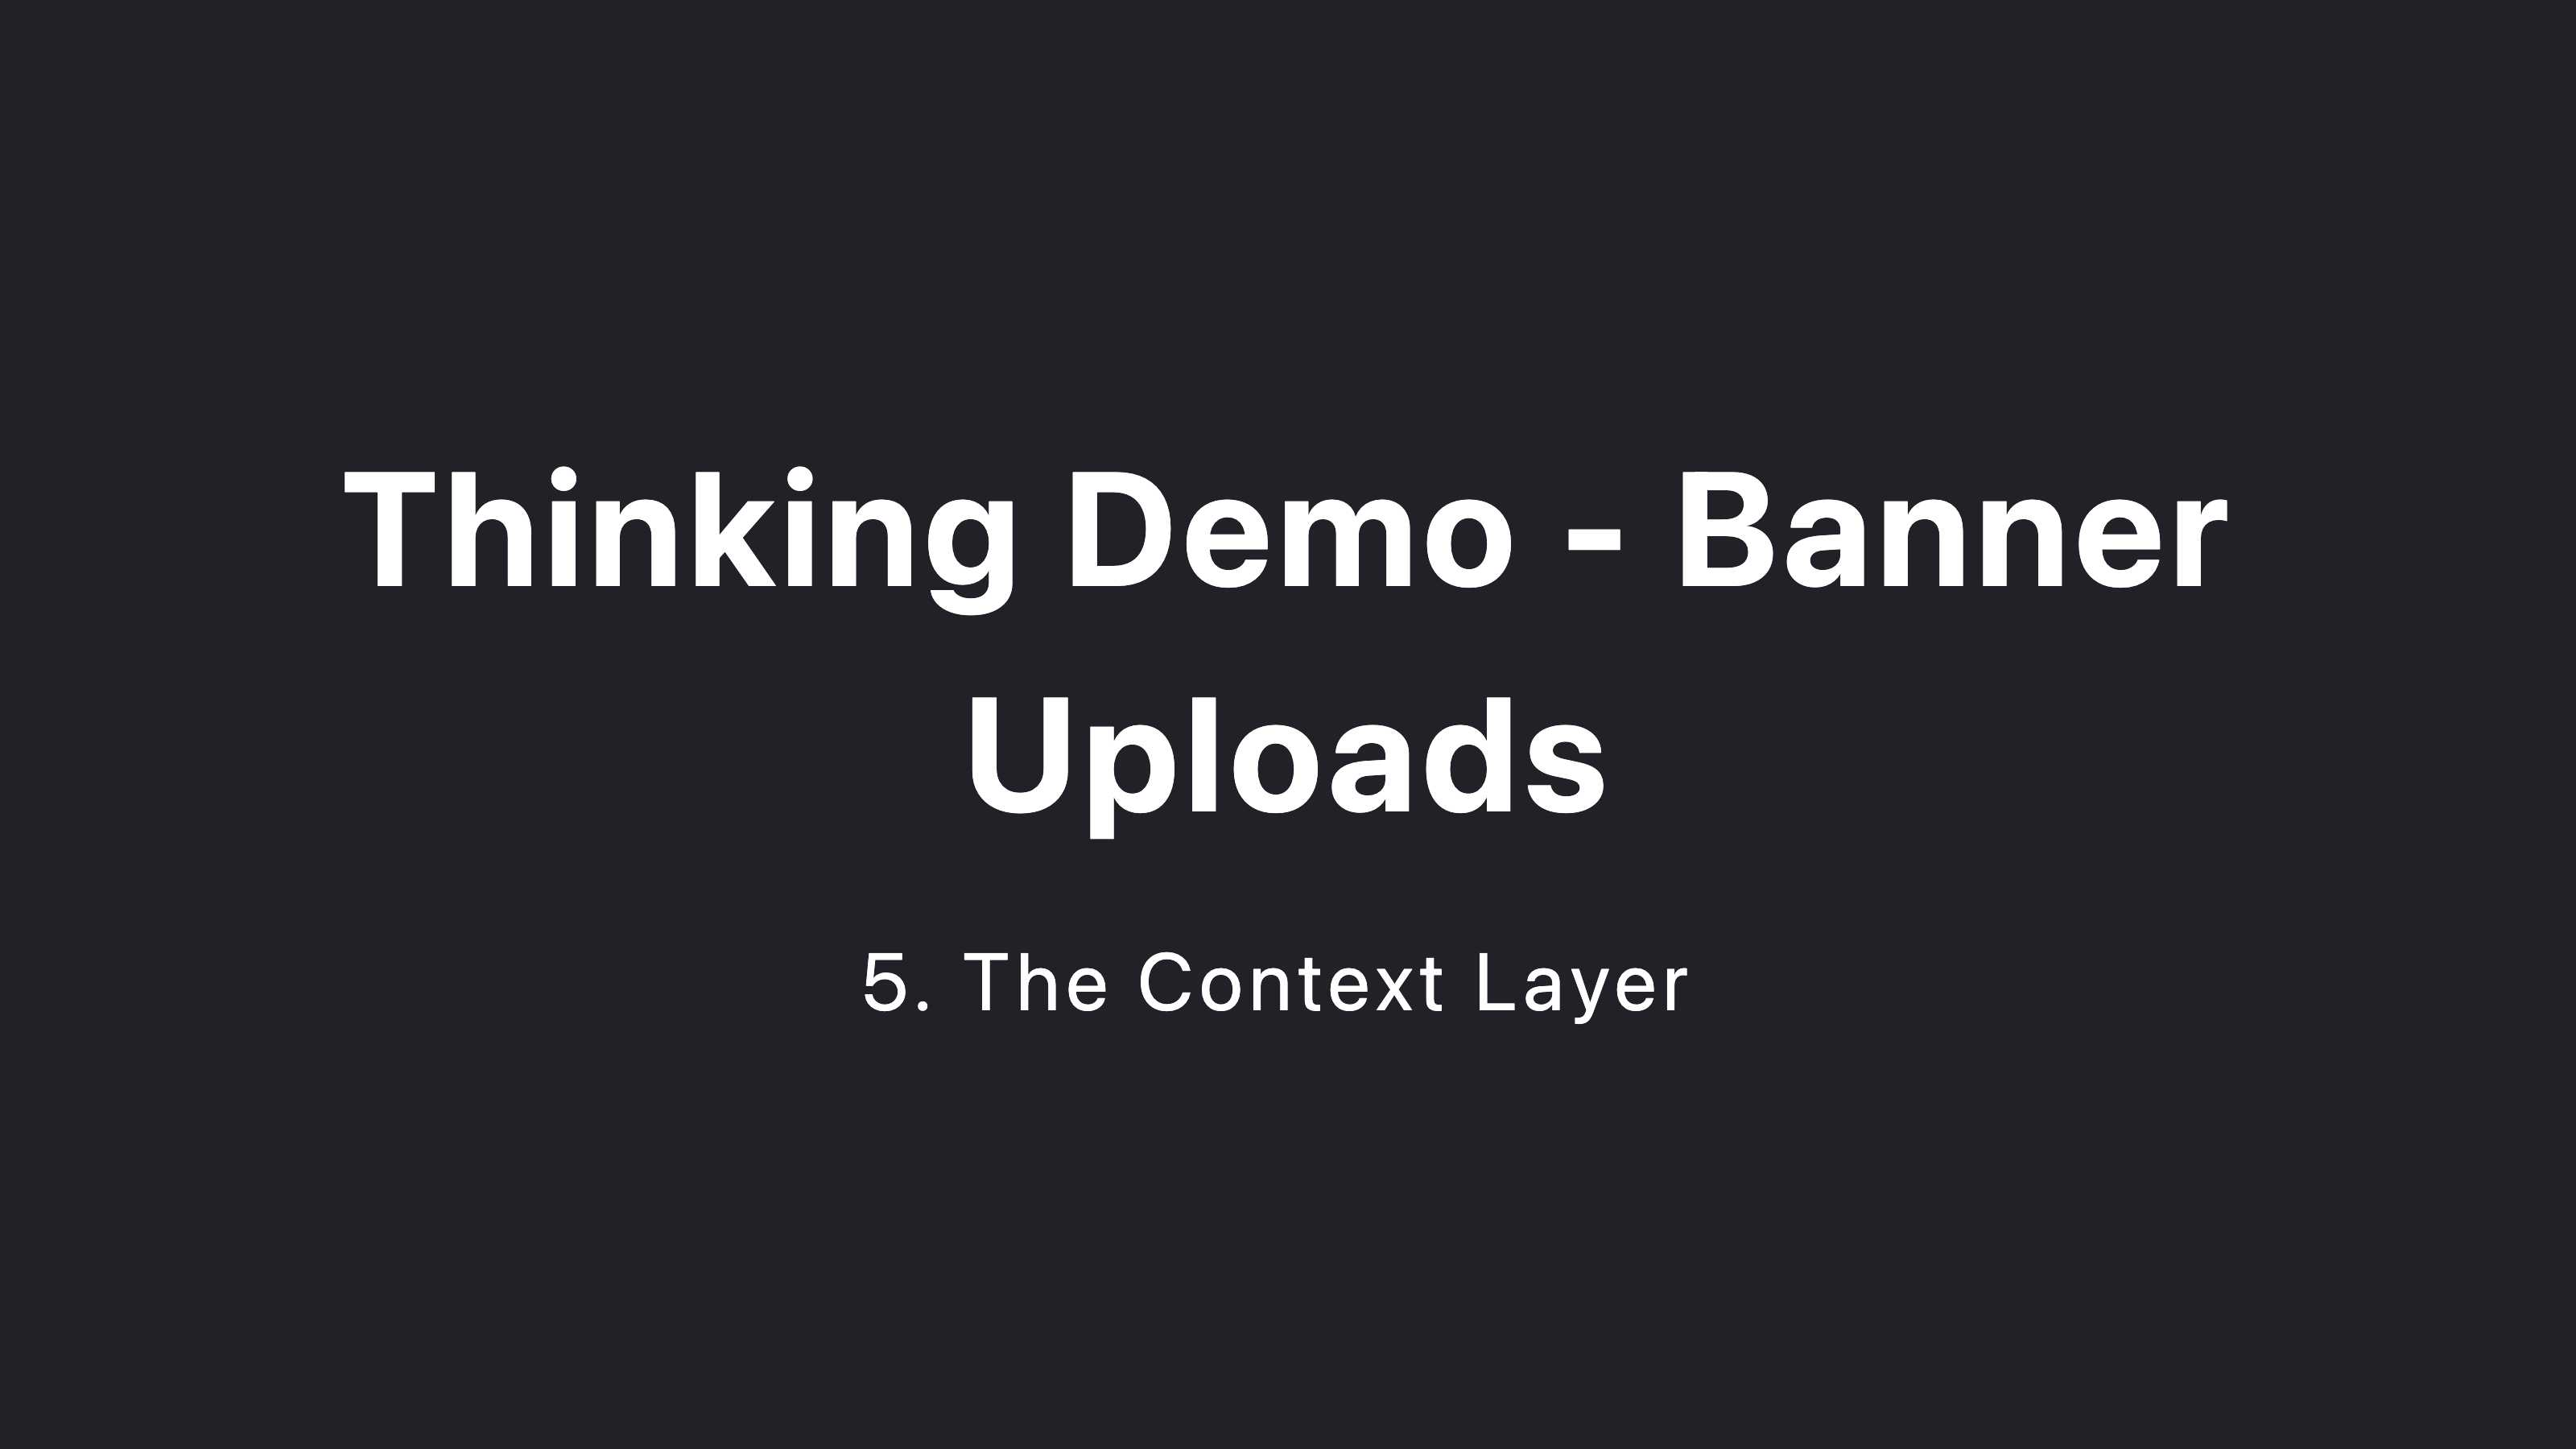 Thinking Demo - Banner
Uploads
5. The Context Layer